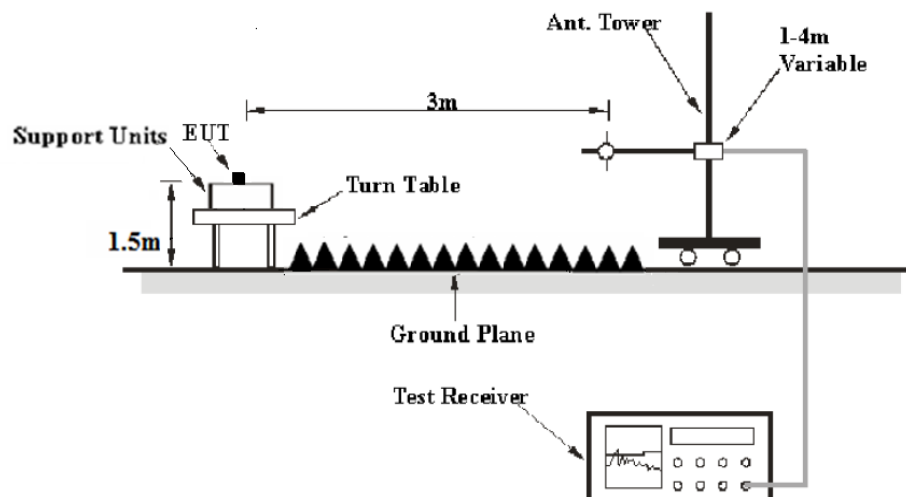 Ant. Tower
1-4m
Variable
3m
Support Units
EUT
Turn Table
1.5m
Ground Plane
Test Receiver